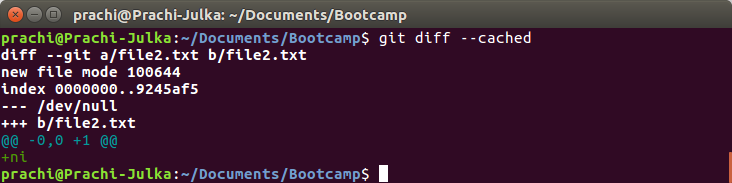 prachi@Prachi-Julka: ~/Documents/Bootcamp
prachi@Prachi-Julka:~/Documents/Bootcamp$ git diff --cached
diff --git a/file2.txt b/file2.txt
new file mode 100644
index 0000000..9245af5
--- /dev/null
+++ b/file2.txt
@@ -0,0 +1 @@
+ni
prachi@Prachi-Julka:~/Documents/Bootcamp$